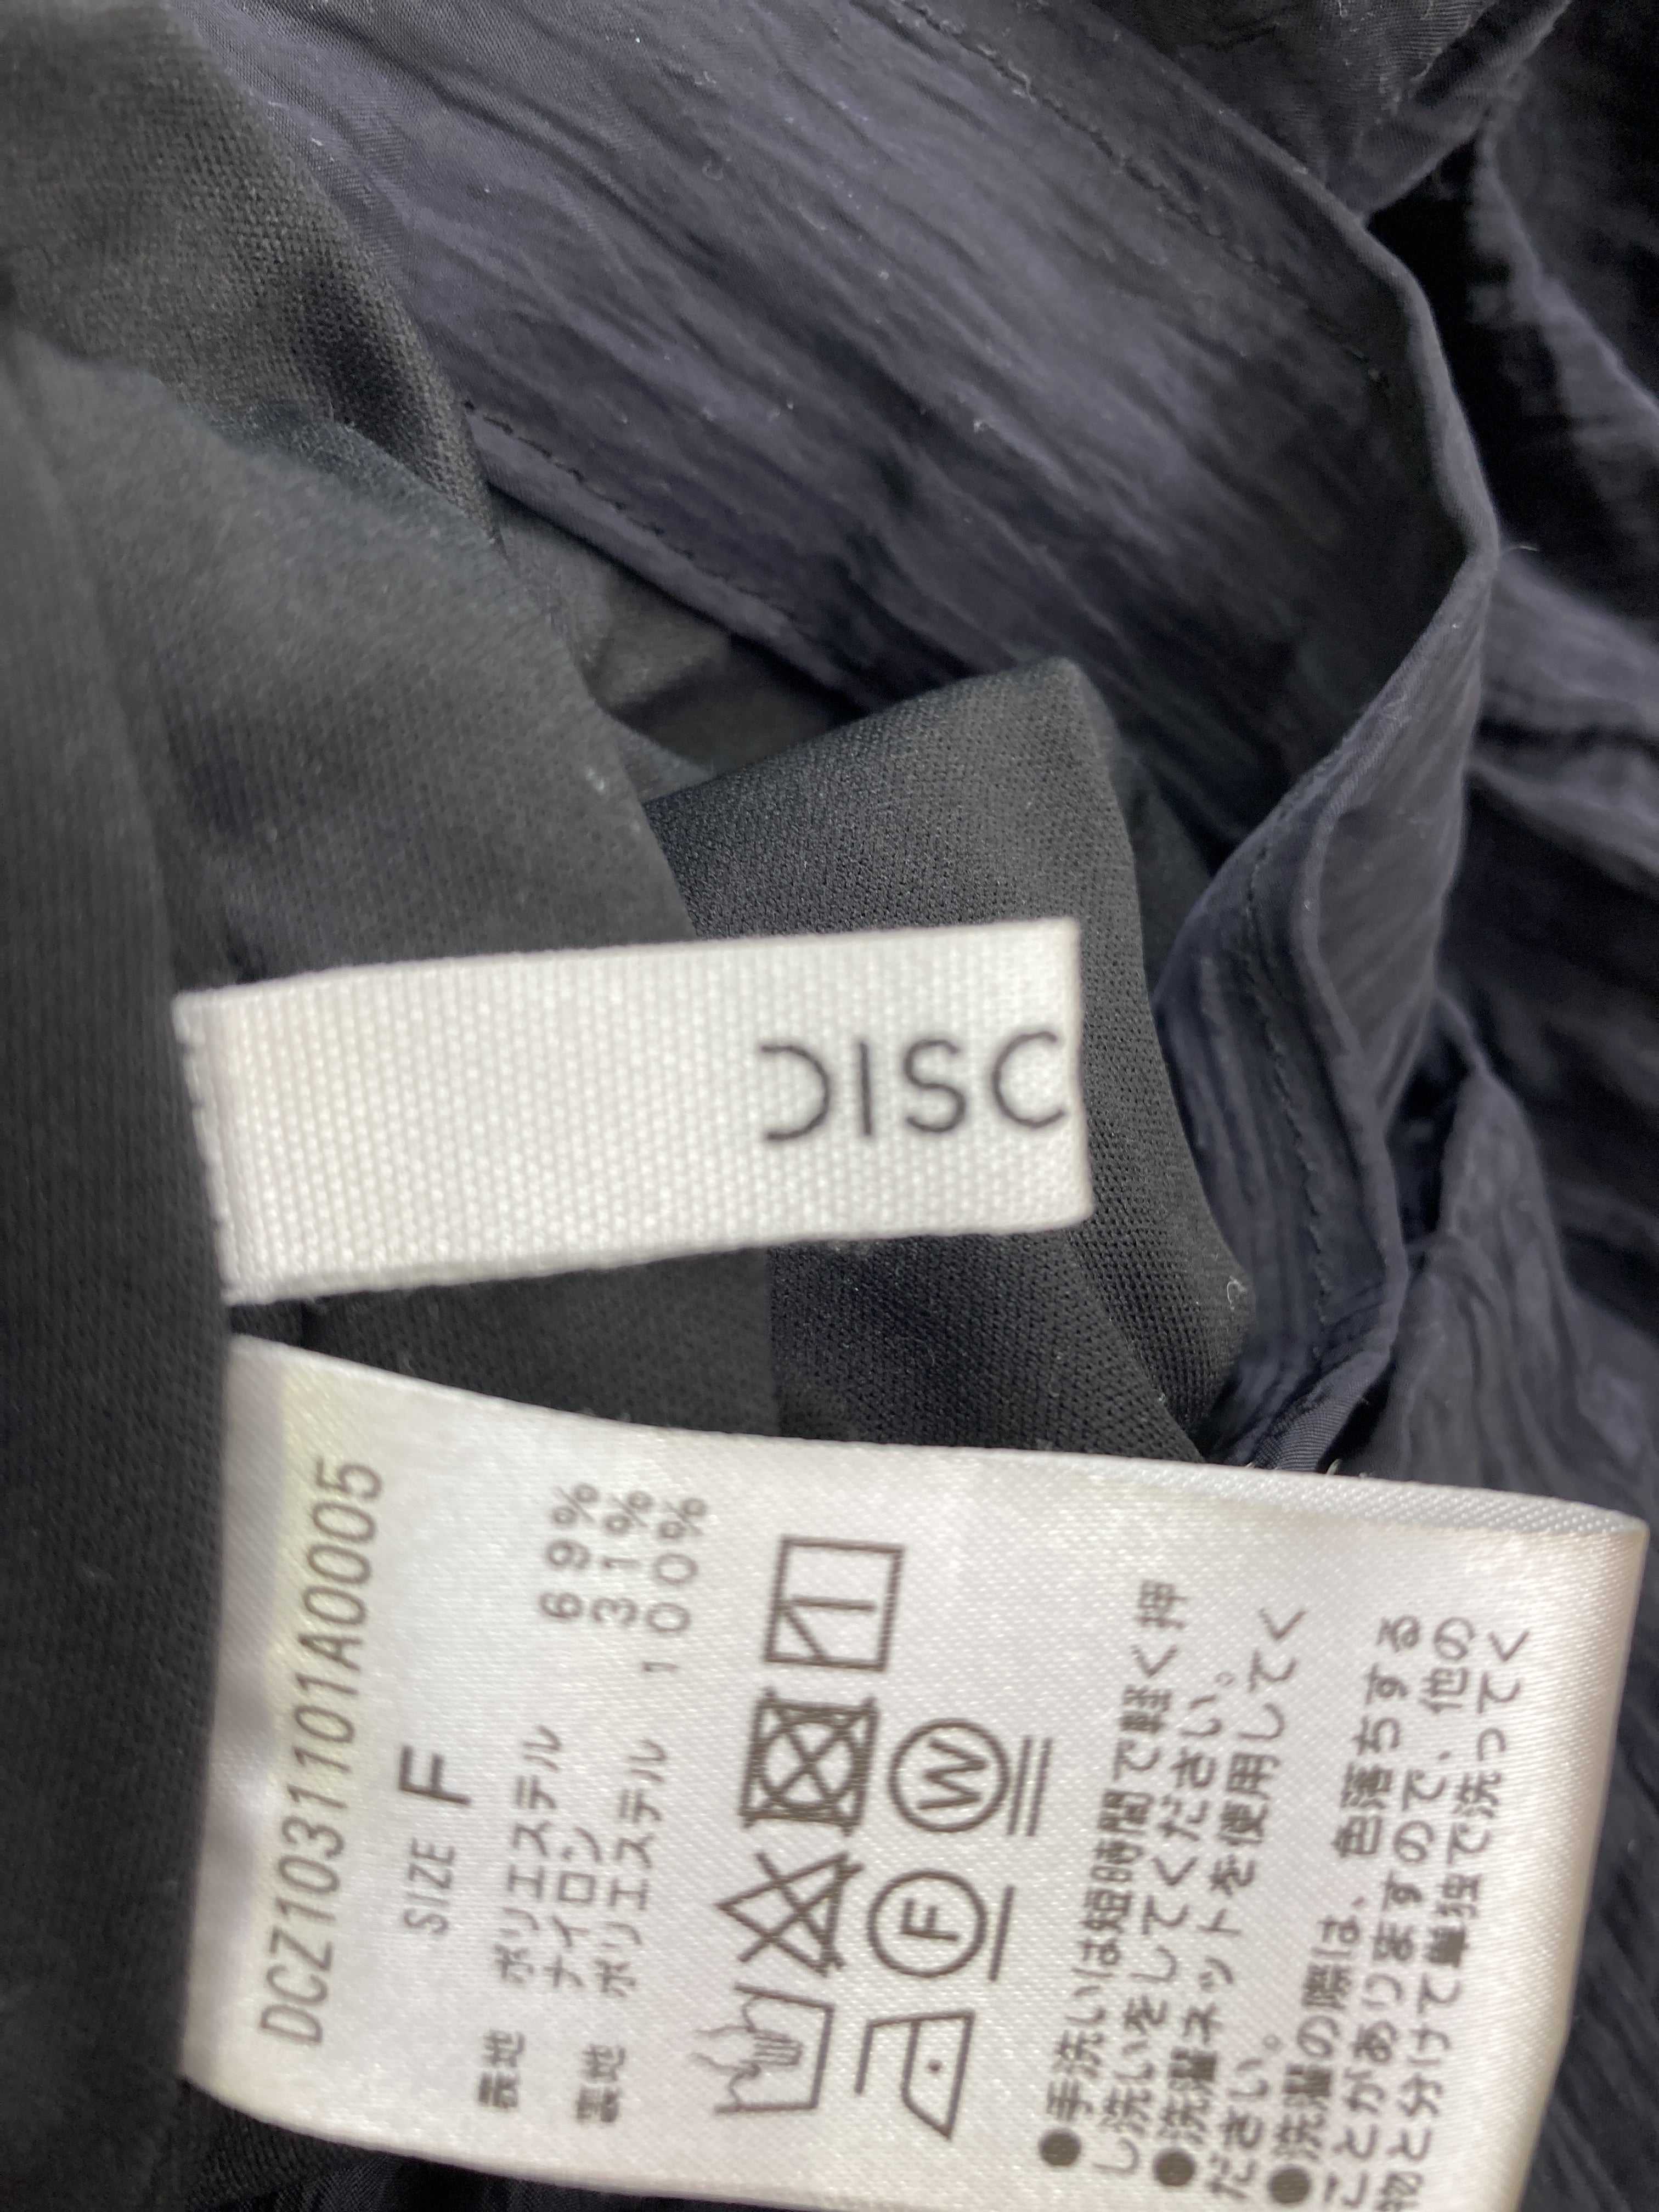 DISC
DCZ1031101A0005
SIZE F
表地 ポリエステル 69%
ナイロン 31%
裏地 ポリエステル 100%
W
F
●手洗いは短時間で軽く押
し洗いをしてください。
●洗濯ネットを使用してく
ださい。
●洗濯の際は、色落ちする
ことがありますので、他の
物と分けて単独で洗ってく